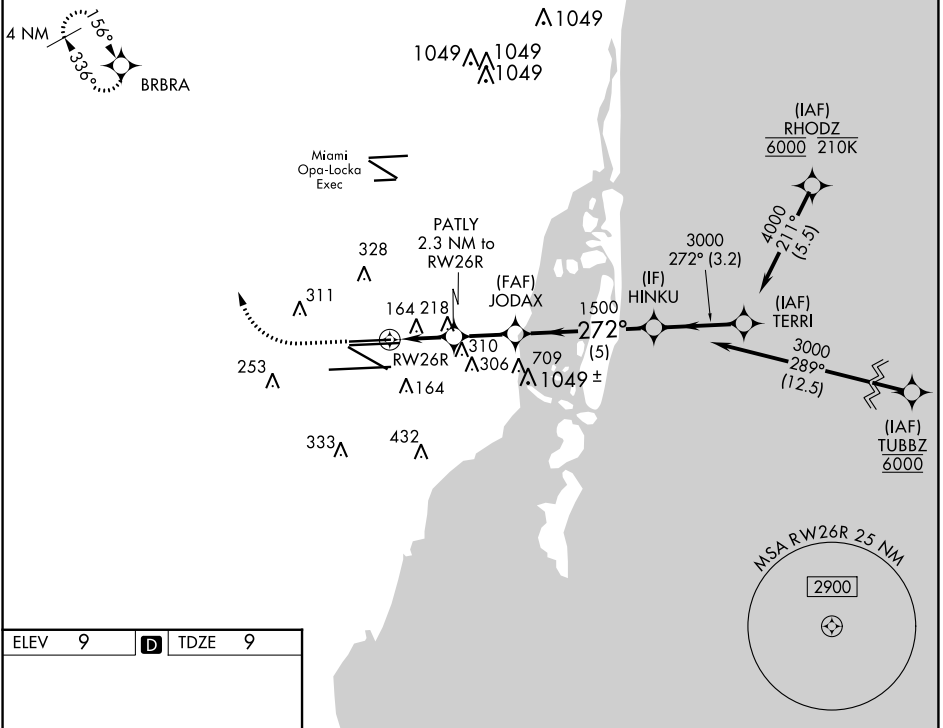 1049
4 NM
156°
336°
BRBRA
1049
1049
1049
(IAF)
RHODZ
6000 210K
Miami
Opa-Locka
Exec
4000
211°
(5.5)
PATLY
2.3 NM to
RW26R
3000
272° (3.2)
328
(FAF)
JODAX
(IF)
HINKU
(IAF)
TERRI
311
164
218
1500
272°
(5)
RW26R
310
306
709
1049 ±
3000
289°
(12.5)
253
164
(IAF)
TUBBZ
6000
333
432
MSA RW26R 25 NM
2900
ELEV 9 D TDZE 9